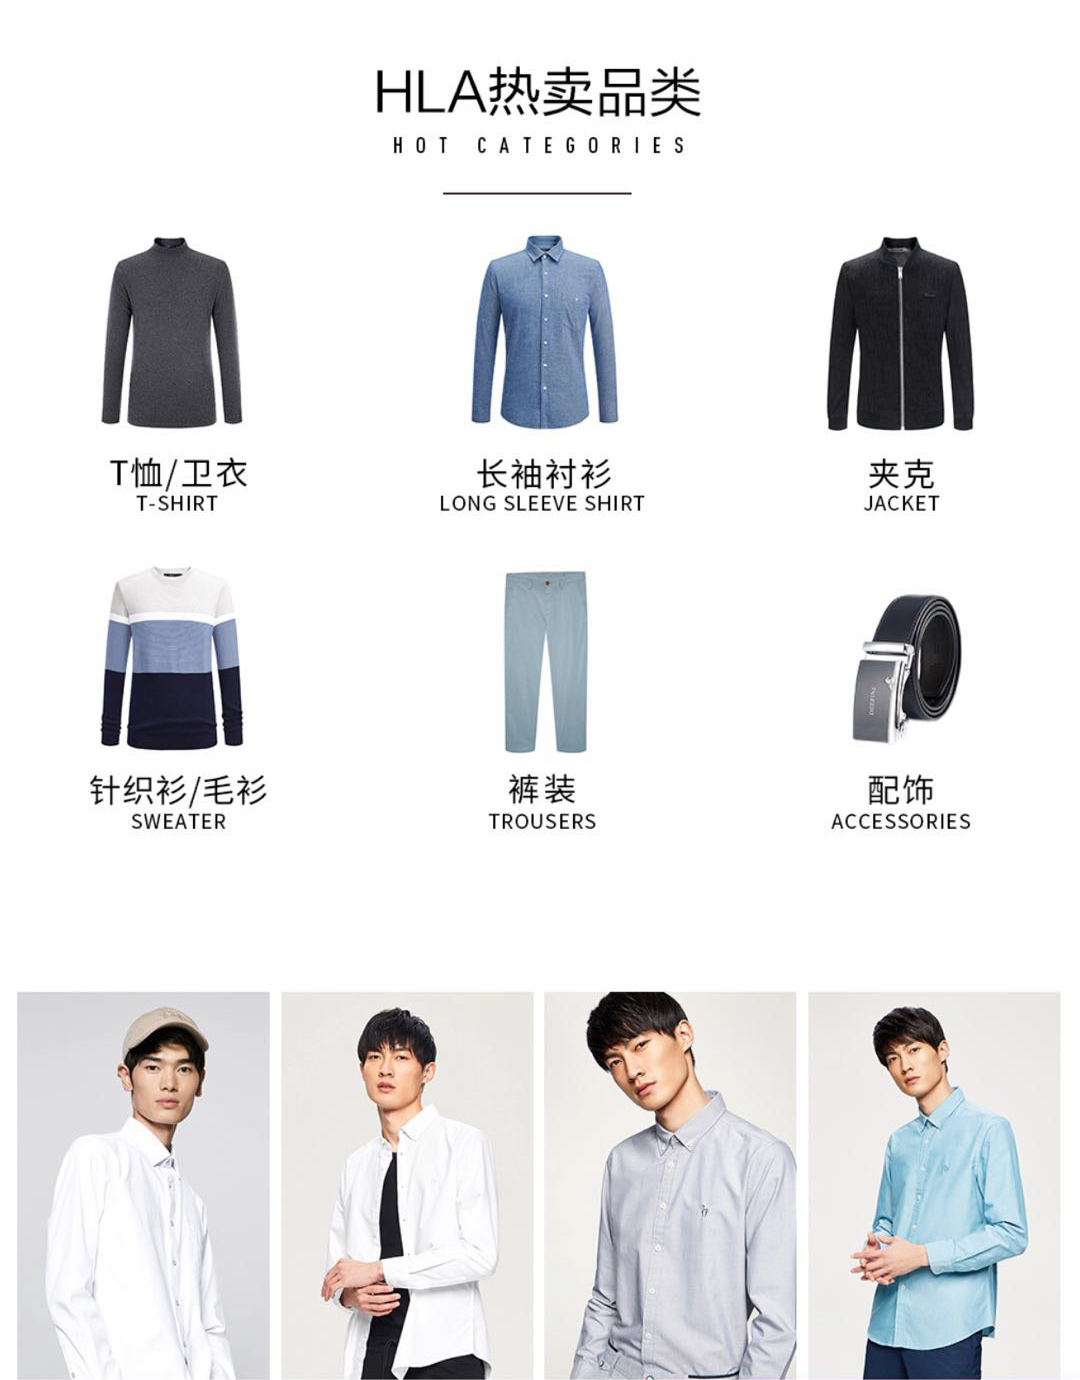 HLA热卖品类
HOT CATEGORIES
T恤/卫衣
T-SHIRT
长袖衬衫
LONG SLEEVE SHIRT
夹克
JACKET
针织衫/毛衫
SWEATER
裤装
TROUSERS
配饰
ACCESSORIES